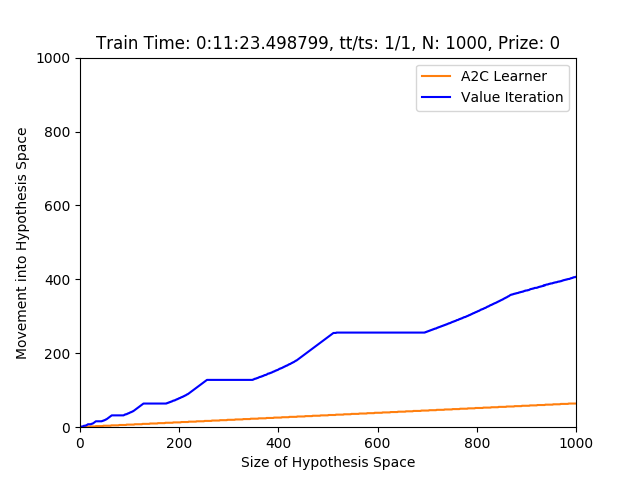 Train Time: 0:11:23.498799, tt/ts: 1/1, N: 1000, Prize: 0
1000
800
600
400
200
0
Movement into Hypothesis Space
A2C Learner
Value Iteration
0 200 400 600 800 1000
Size of Hypothesis Space